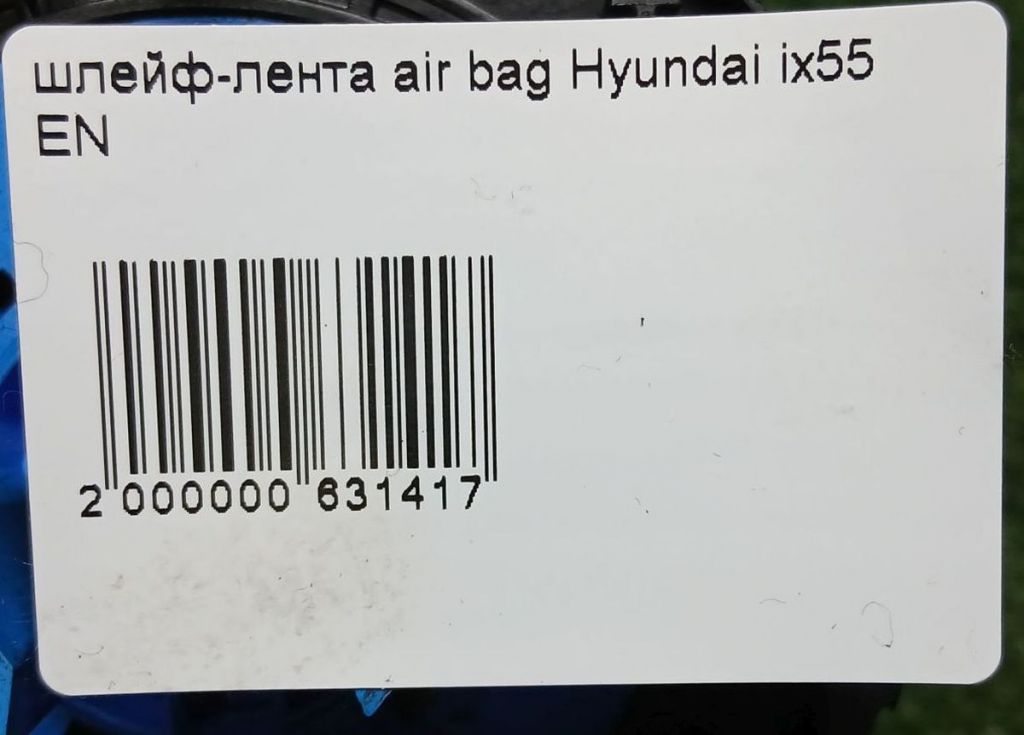 шлейф-лента air bag Hyundai ix55
EN
2 000000 631417